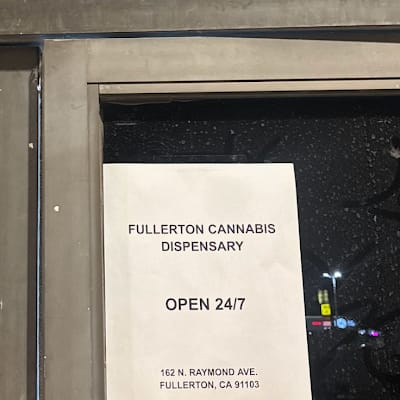 FULLERTON CANNABIS
DISPENSARY
OPEN 24/7
162 N. RAYMOND AVE.
FULLERTON, CA 91103